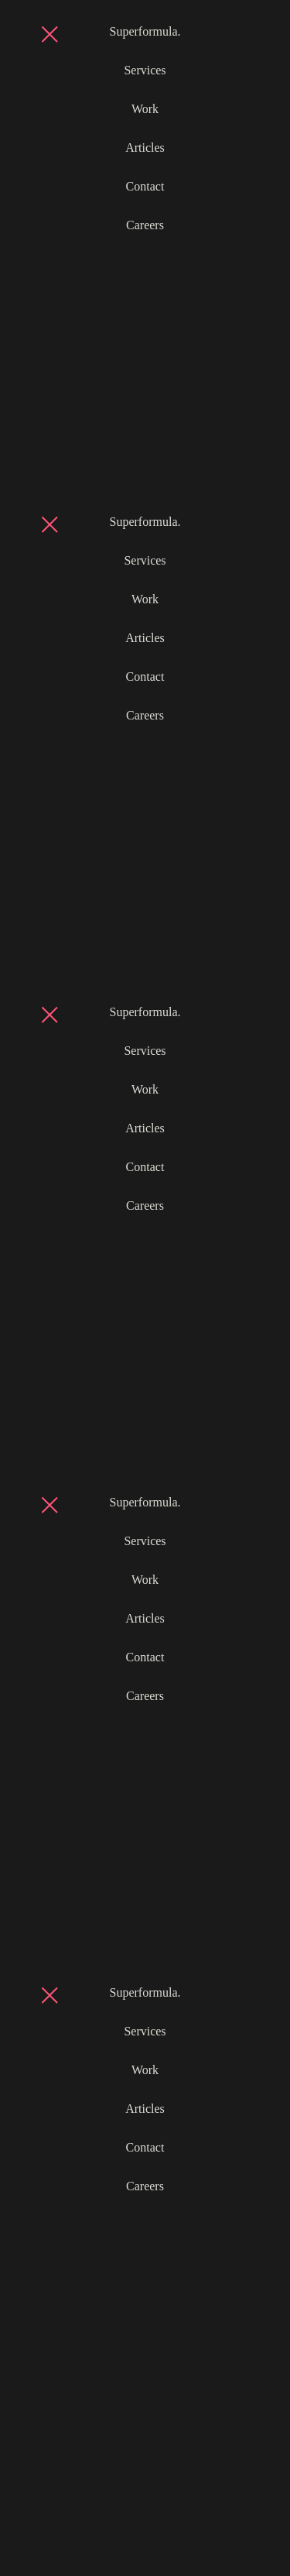 Superformula.
Services
Work
Articles
Contact
Careers
Superformula.
Services
Work
Articles
Contact
Careers
Superformula.
Services
Work
Articles
Contact
Careers
Superformula.
Services
Work
Articles
Contact
Careers
Superformula.
Services
Work
Articles
Contact
Careers